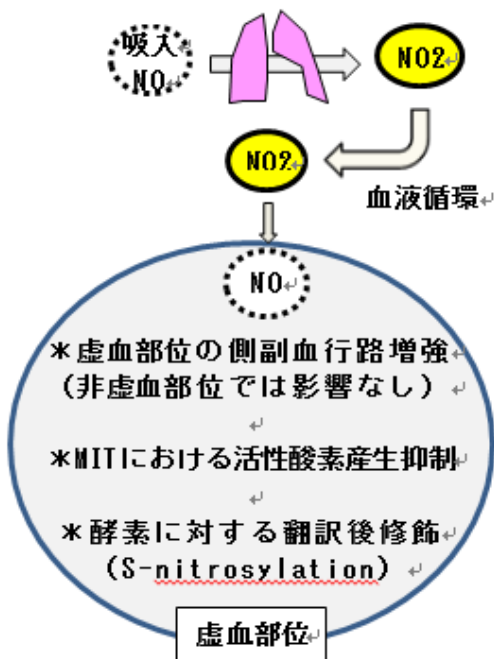 吸入
NO
NO2
NO2
血液循環
NO
＊虚血部位の側副血行路増強
（非虚血部位では影響なし）
＊MITにおける活性酸素産生抑制
＊酵素に対する翻訳後修飾
（S-nitrosylation）
虚血部位